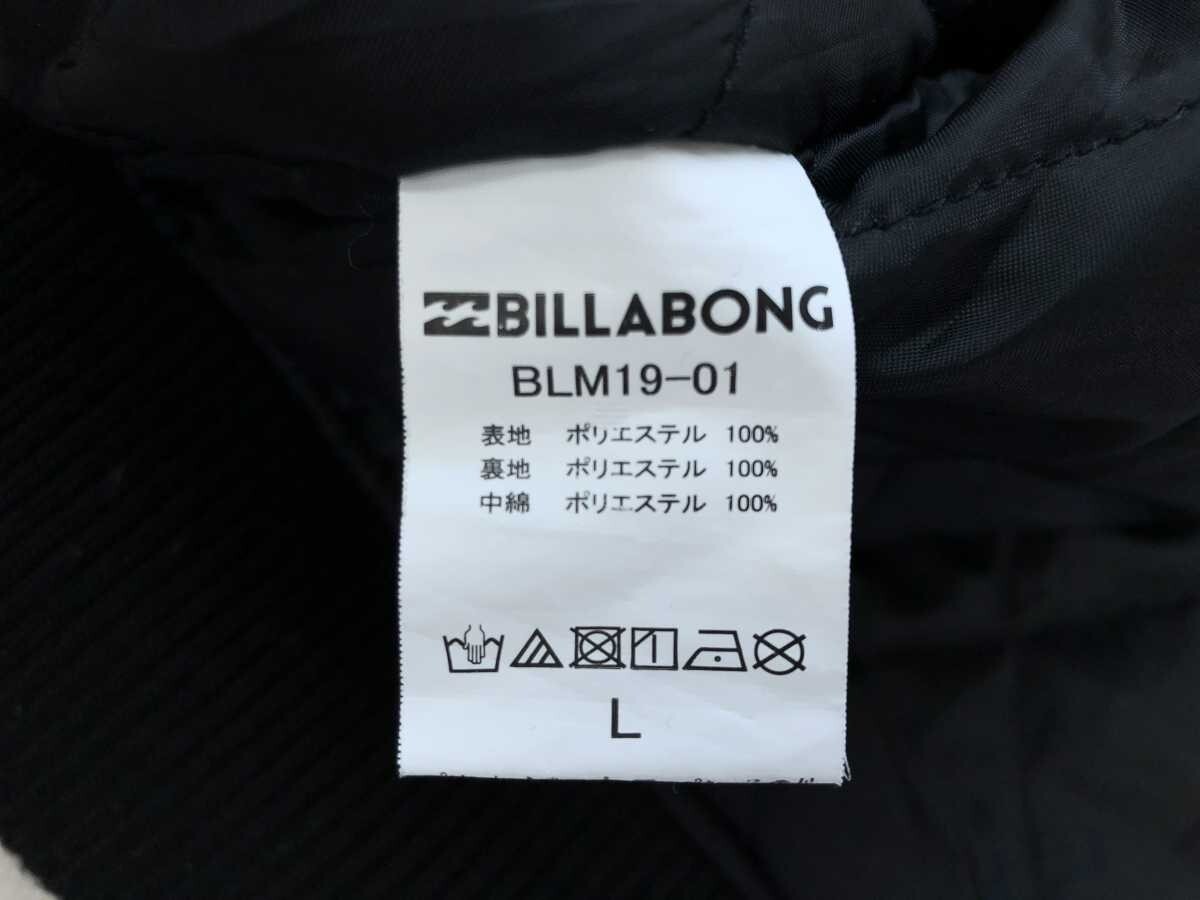 BILLABONG
BLM19-01
表地 ポリエステル 100%
裏地 ポリエステル 100%
中綿 ポリエステル 100%
L